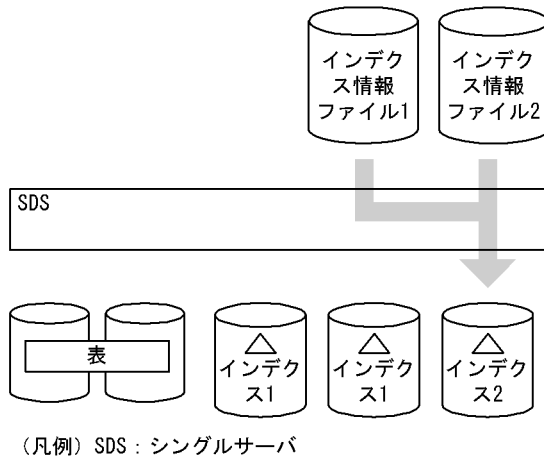 インデク
ス情報
ファイル1
インデク
ス情報
ファイル2
SDS
表
インデク
ス1
インデク
ス1
インデク
ス2
（凡例）SDS：シングルサーバ